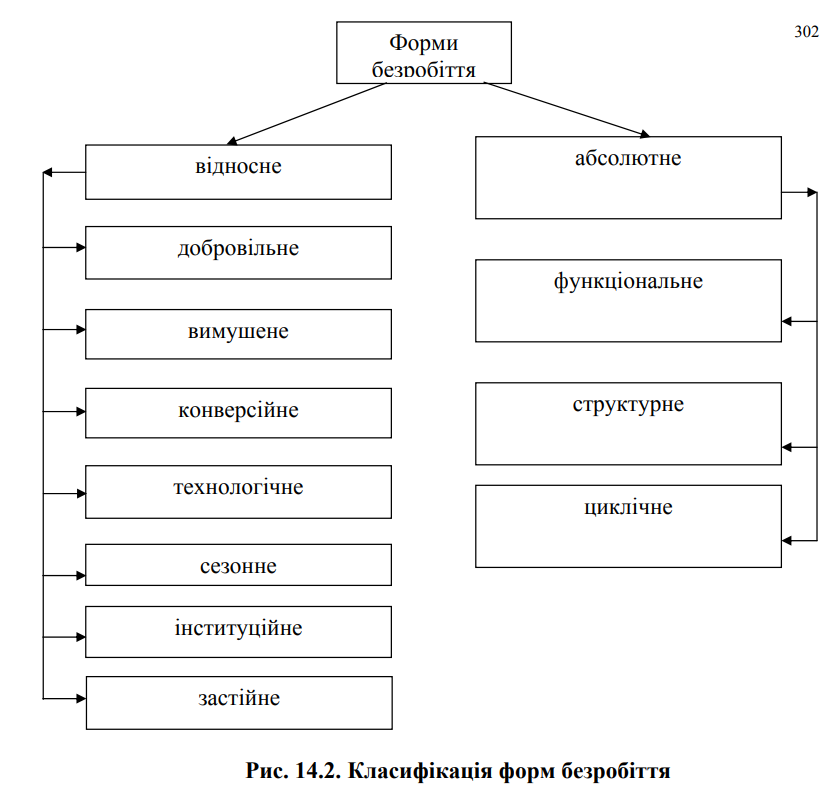 302
Форми
безробіття
відносне
добровільне
вимушене
конверсійне
технологічне
сезонне
інституційне
застійне
абсолютне
функціональне
структурне
циклічне
Рис. 14.2. Класифікація форм безробіття